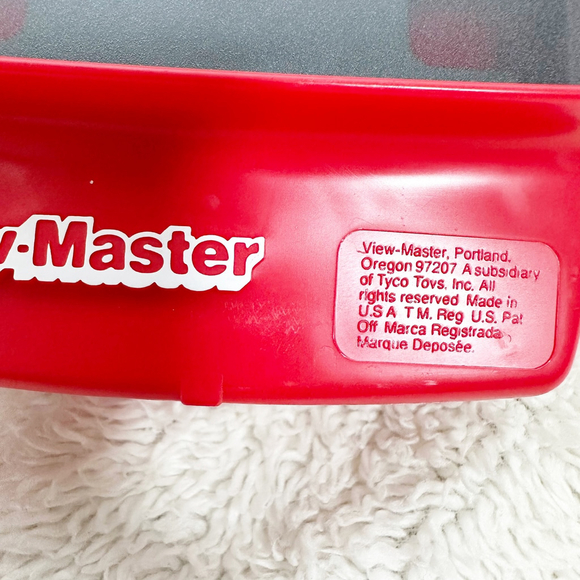 w-Master
View-Master, Portland,
Oregon 97207 A subsidiary
of Tyco Toys, Inc. All
rights reserved Made in
U.S.A T M. Reg U.S. Pat
Off Marca Registrada
Marque Deposée.